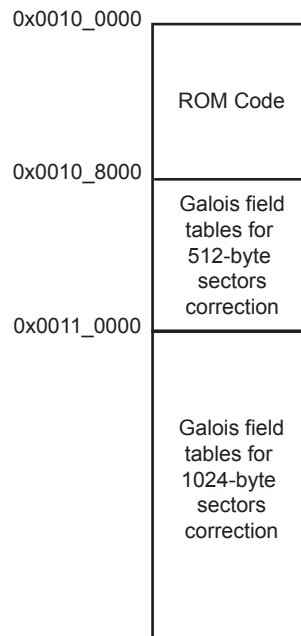 0x0010_0000
ROM Code
0x0010_8000
Galois field
tables for
512-byte
sectors
correction
0x0011_0000
Galois field
tables for
1024-byte
sectors
correction